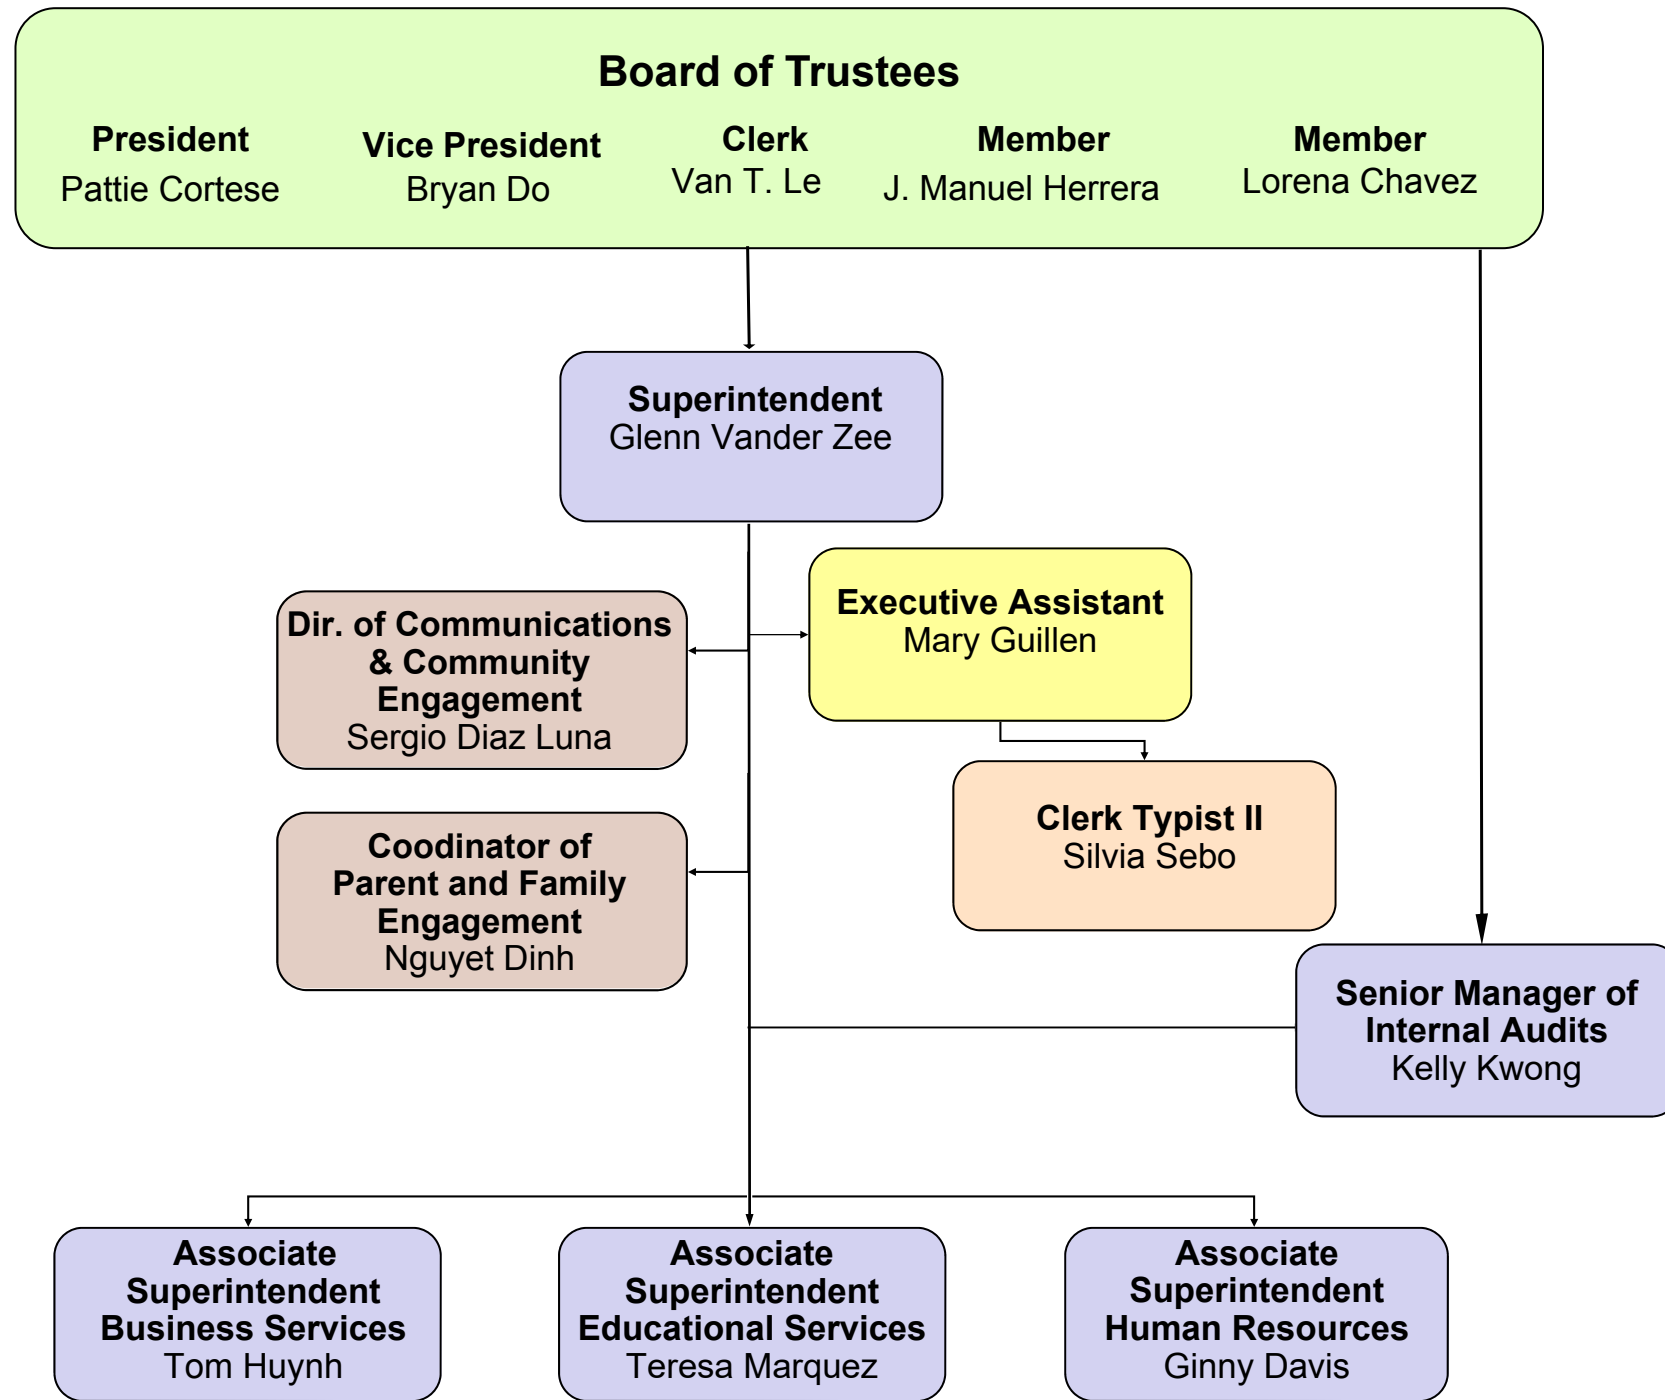 Board of Trustees
President
Pattie Cortese
Vice President
Bryan Do
Clerk
Van T. Le
Member
J. Manuel Herrera
Member
Lorena Chavez
Superintendent
Glenn Vander Zee
Executive Assistant
Mary Guillen
Dir. of Communications
& Community
Engagement
Sergio Diaz Luna
Clerk Typist II
Silvia Sebo
Coodinator of
Parent and Family
Engagement
Nguyet Dinh
Senior Manager of
Internal Audits
Kelly Kwong
Associate
Superintendent
Business Services
Tom Huynh
Associate
Superintendent
Educational Services
Teresa Marquez
Associate
Superintendent
Human Resources
Ginny Davis